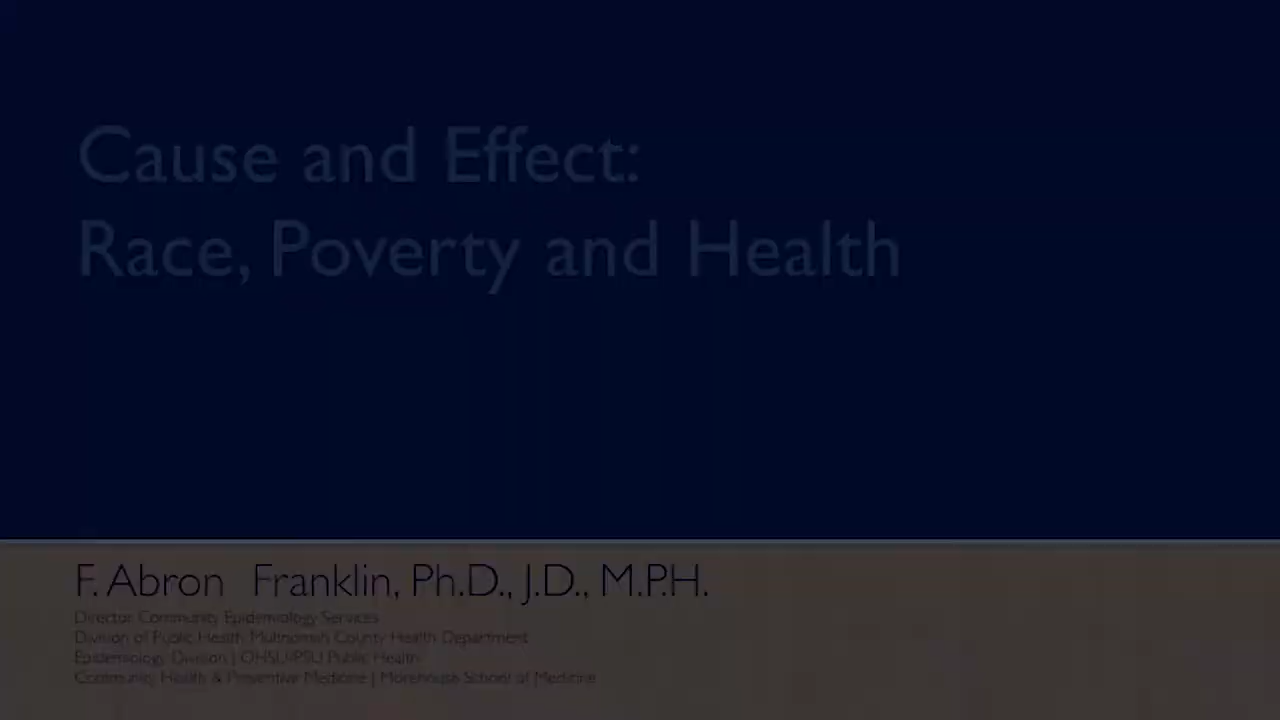 Cause and Effect:
Race, Poverty and Health
F. Abron Franklin, Ph.D., J.D., M.P.H.
Director Community Epidemiology Services
Division of Public Health Multnomah County Health Department
Epidemiology Division | OHSU/PSU Public Health
Community Health & Preventive Medicine | Morehouse School of Medicine